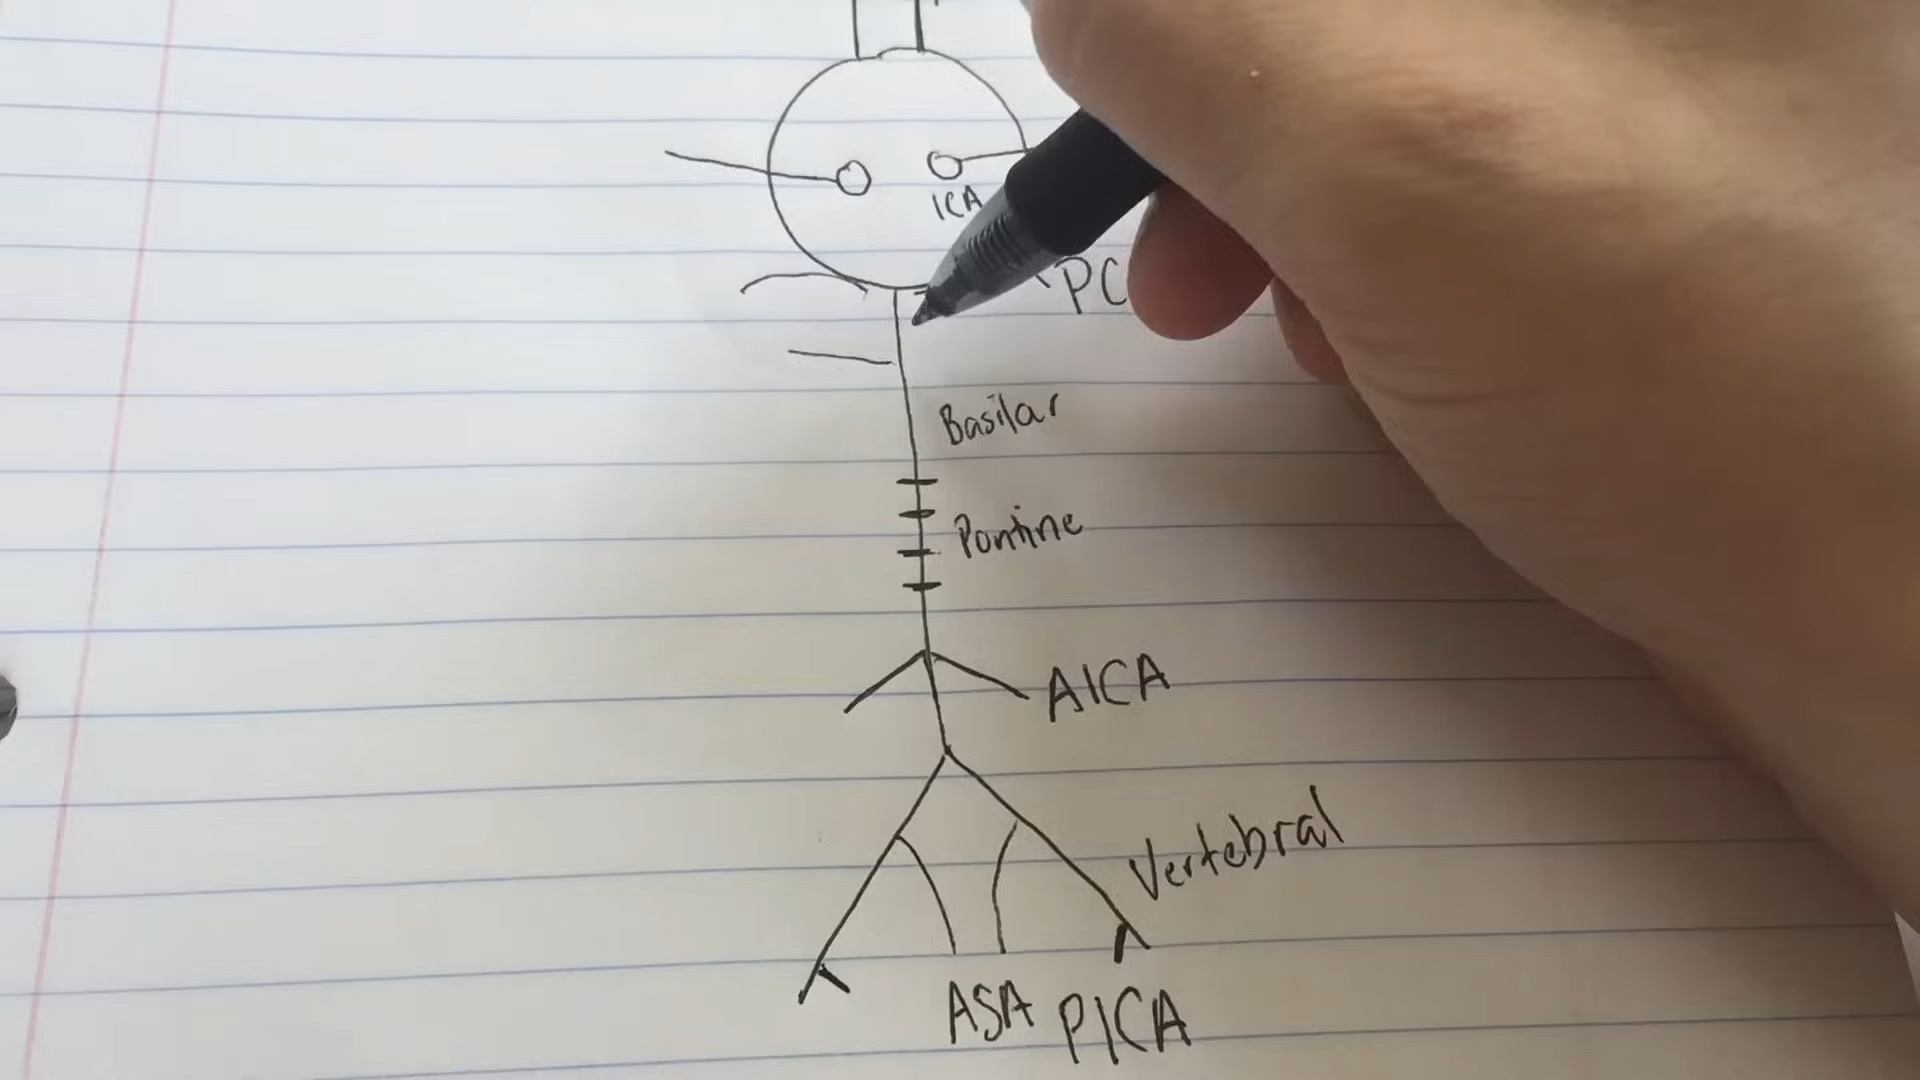 ICA
PC
Basilar
Pontine
AICA
Vertebral
ASA PICA